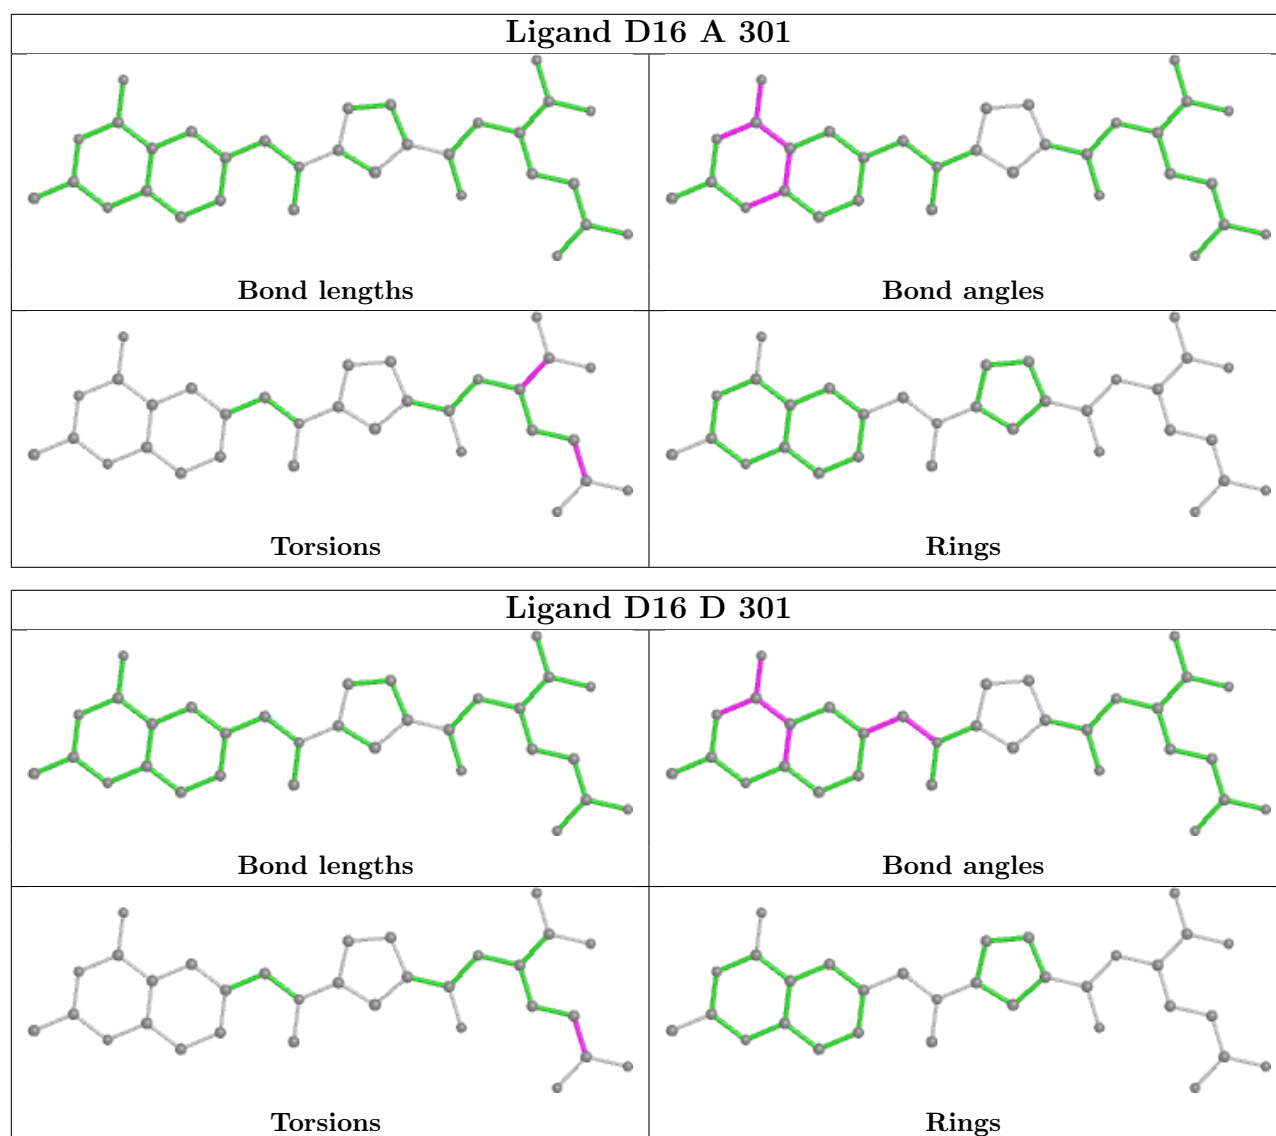 Ligand D16 A 301
Bond lengths
Bond angles
Torsions
Rings
Ligand D16 D 301
Bond lengths
Bond angles
Torsions
Rings